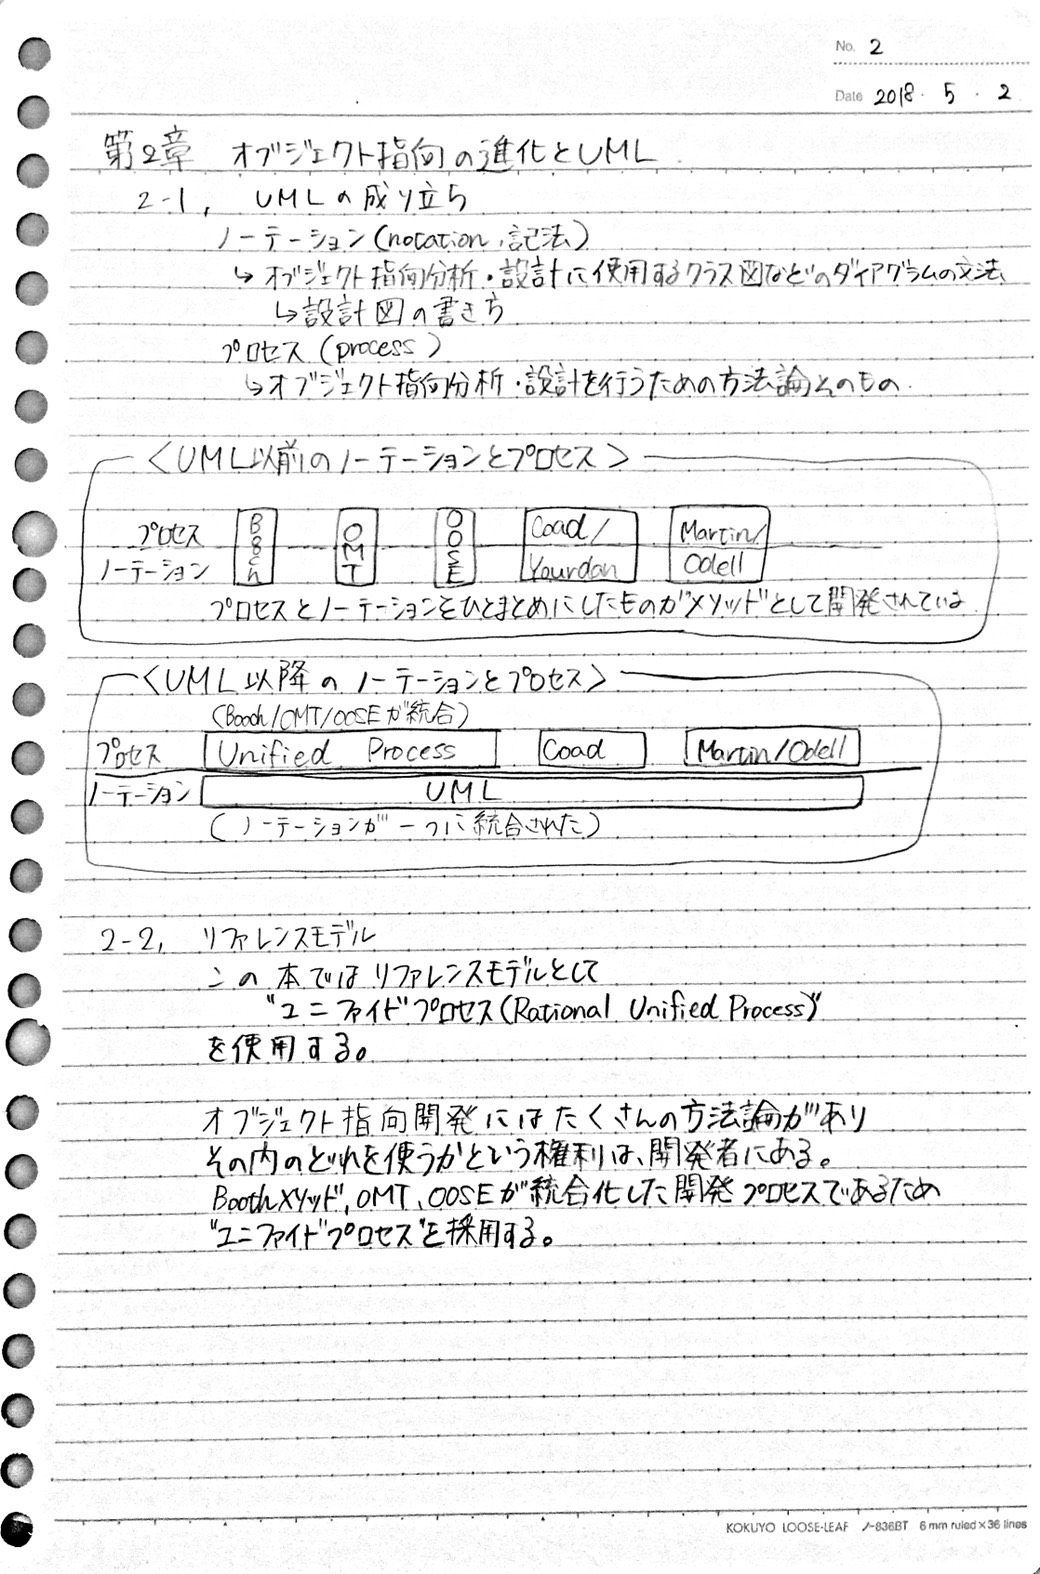 No. 2
Date 2018 ・ 5 ・ 2
第2章 オブジェクト指向の進化とUML
2-1, UMLの成り立ち
ノーテーション(notation, 記法)
↳ オブジェクト指向分析・設計に使用するクラス図などのダイアグラムの文法
↳設計図の書き方
プロセス(process)
↳オブジェクト指向分析・設計を行うための方法論そのもの.
<UML以前のノーテーションとプロセス>
プロセス
ノーテーション
Booch
OMT
OOSE
Coad/
Yourdon
Martin/
Odell
プロセスとノーテーションをひとまとめにしたものがメソッドとして開発されている
<UML以降のノーテーションとプロセス>
(Booch/OMT/OOSEが統合)
プロセス Unified Process Coad Martin/Odell
ノーテーション UML
(ノーテーションが一つに統合された)
2-2, リファレンスモデル
この本ではリファレンスモデルとして
"ユニファイドプロセス(Rational Unified Process)"
を使用する。
オブジェクト指向開発にはたくさんの方法論があり
その内のどれを使うかという権利は、開発者にある。
Boothメソッド, OMT, OOSEが統合化した開発プロセスであるため
"ユニファイドプロセス"を採用する。
KOKUYO LOOSE-LEAF ノ-836BT 6 mm ruled×36 lines